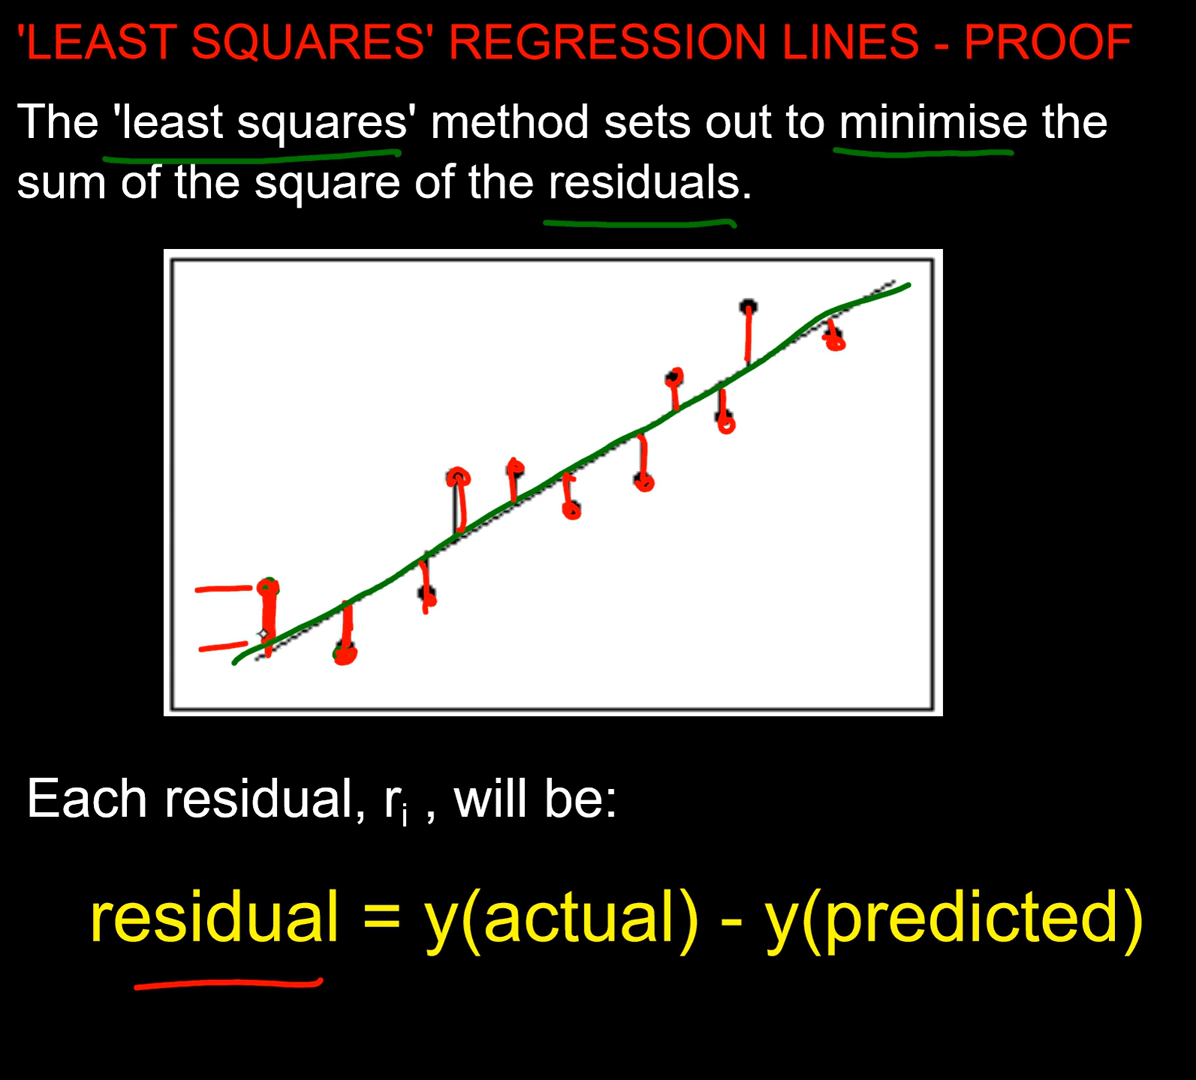 'LEAST SQUARES' REGRESSION LINES - PROOF
The 'least squares' method sets out to minimise the
sum of the square of the residuals.
Each residual, rᵢ , will be:
residual = y(actual) - y(predicted)